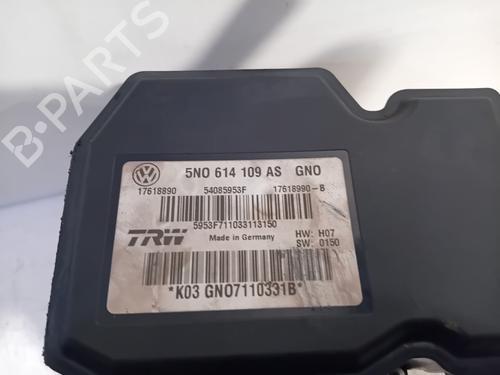 5N0 614 109 AS GNO
17618890 54085953F 17618990-B
5953F711033113150
TRW Made in Germany HW: H07
SW: 0150
*K03 GNO7110331B*
B-PARTS